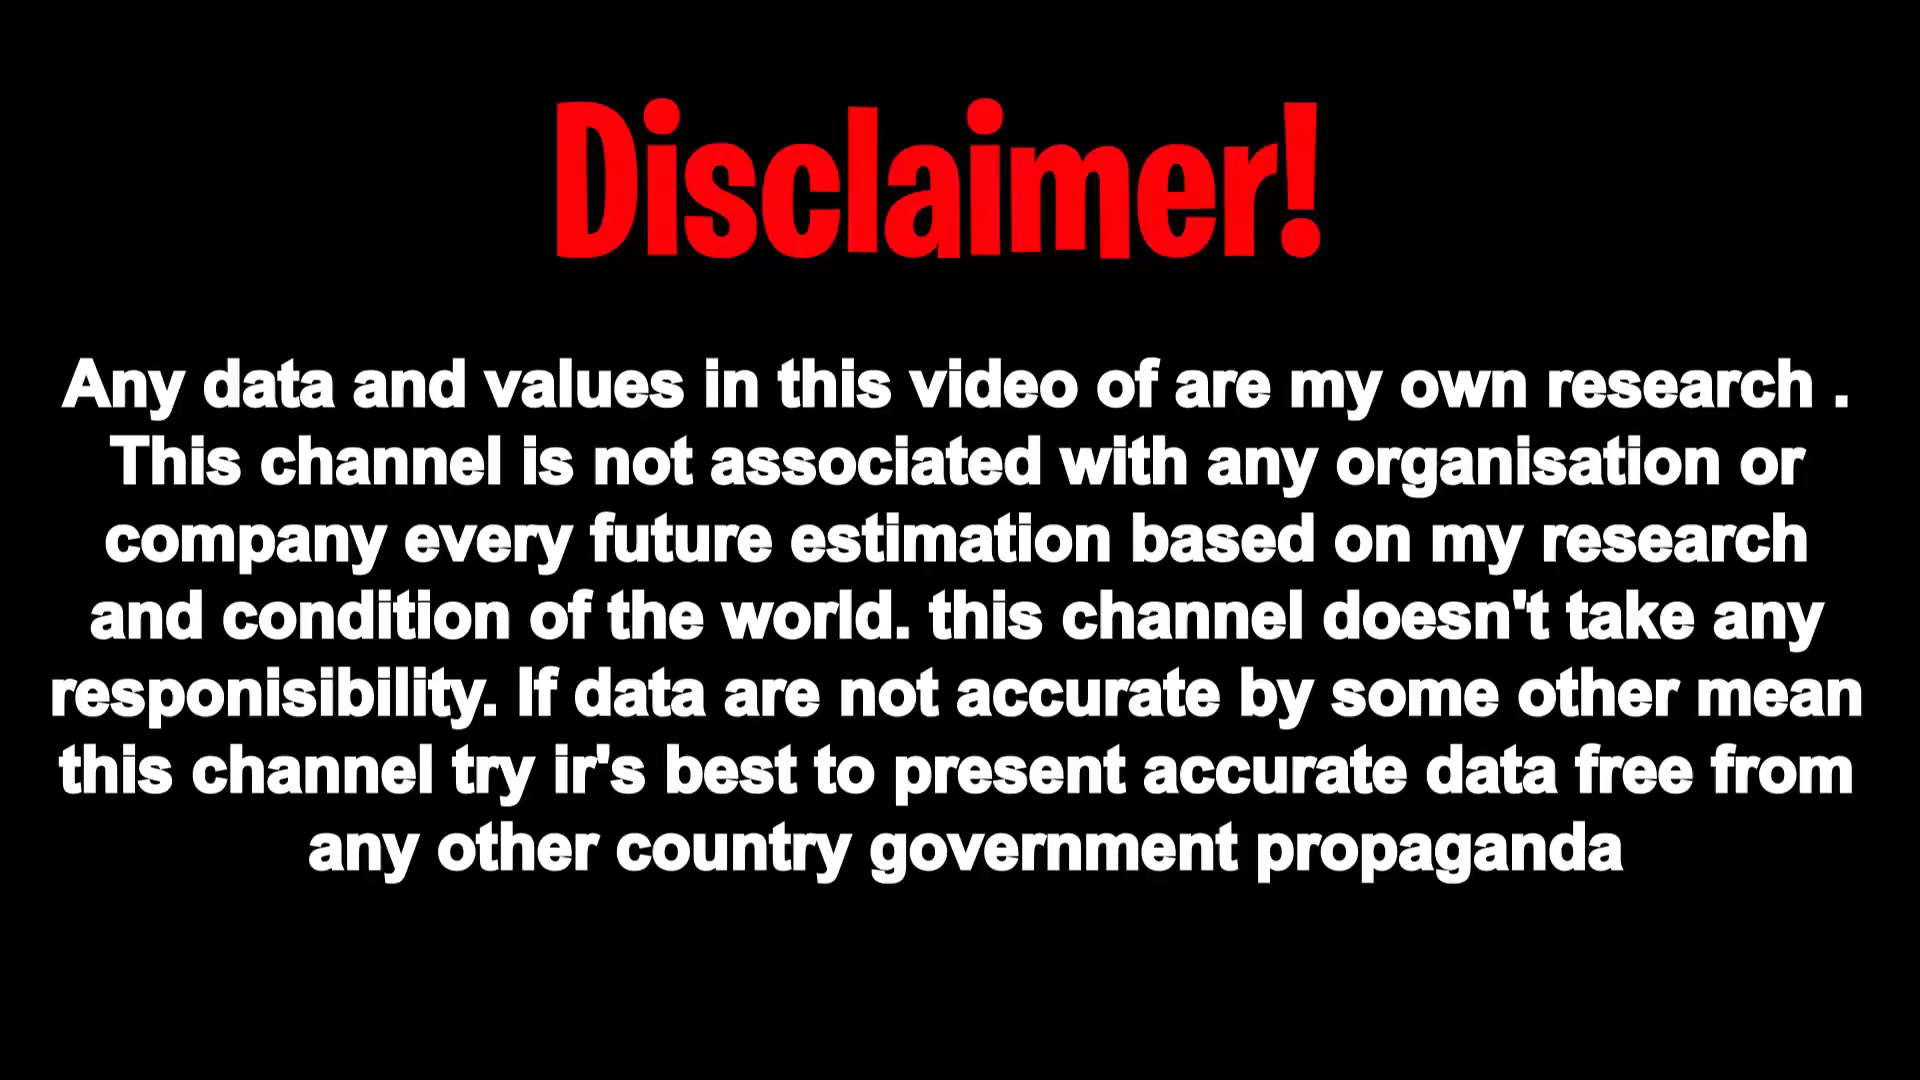 Disclaimer!
Any data and values in this video of are my own research .
This channel is not associated with any organisation or
company every future estimation based on my research
and condition of the world. this channel doesn't take any
responisibility. If data are not accurate by some other mean
this channel try ir's best to present accurate data free from
any other country government propaganda